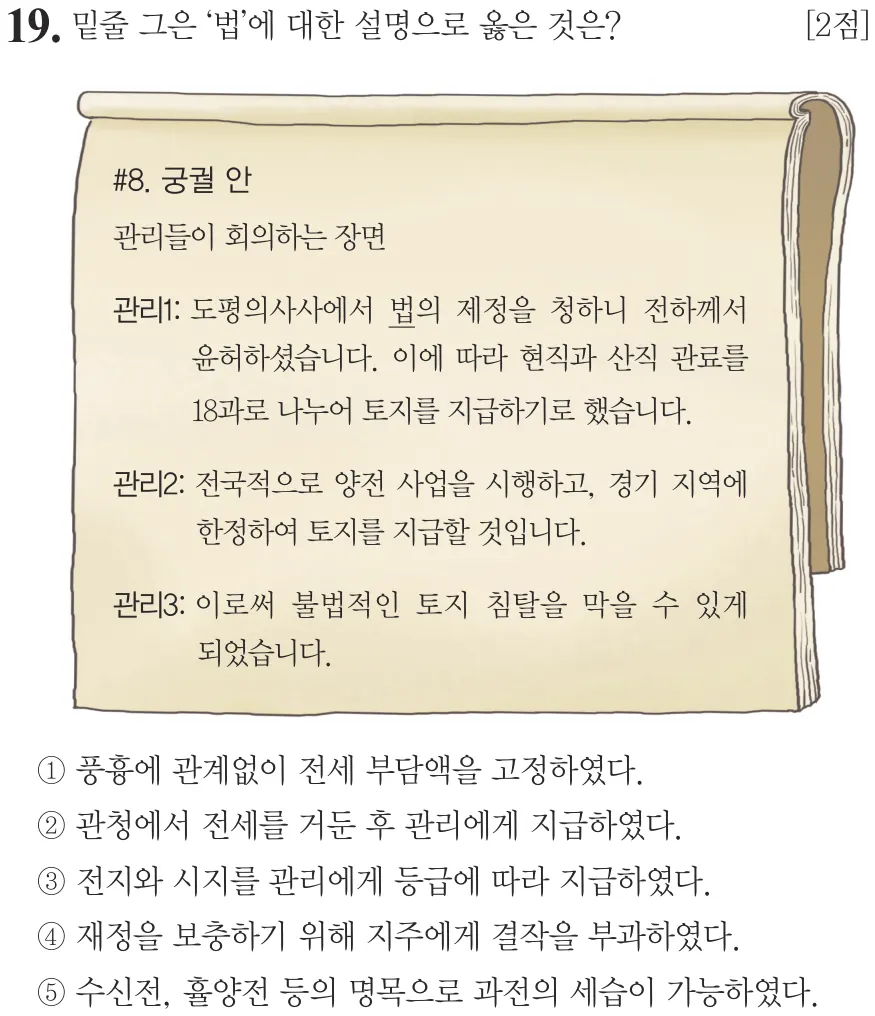 19. 밑줄 그은 ‘법’에 대한 설명으로 옳은 것은? [2점]
#8. 궁궐 안
관리들이 회의하는 장면
관리1: 도평의사사에서 법의 제정을 청하니 전하께서
윤허하셨습니다. 이에 따라 현직과 산직 관료를
18과로 나누어 토지를 지급하기로 했습니다.
관리2: 전국적으로 양전 사업을 시행하고, 경기 지역에
한정하여 토지를 지급할 것입니다.
관리3: 이로써 불법적인 토지 침탈을 막을 수 있게
되었습니다.
① 풍흉에 관계없이 전세 부담액을 고정하였다.
② 관청에서 전세를 거둔 후 관리에게 지급하였다.
③ 전지와 시지를 관리에게 등급에 따라 지급하였다.
④ 재정을 보충하기 위해 지주에게 결작을 부과하였다.
⑤ 수신전, 휼양전 등의 명목으로 과전의 세습이 가능하였다.